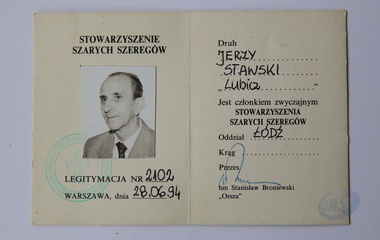 STOWARZYSZENIE
SZARYCH SZEREGÓW
LEGITYMACJA NR 2102
WARSZAWA, dnia 28.06.94
Druh
JERZY
STAWSKI
"Lubicz
Jest członkiem zwyczajnym
STOWARZYSZENIA
SZARYCH SZEREGÓW
Oddział ŁÓDŹ
Krąg
Prezes
hm Stanisław Broniewski
"Orsza"